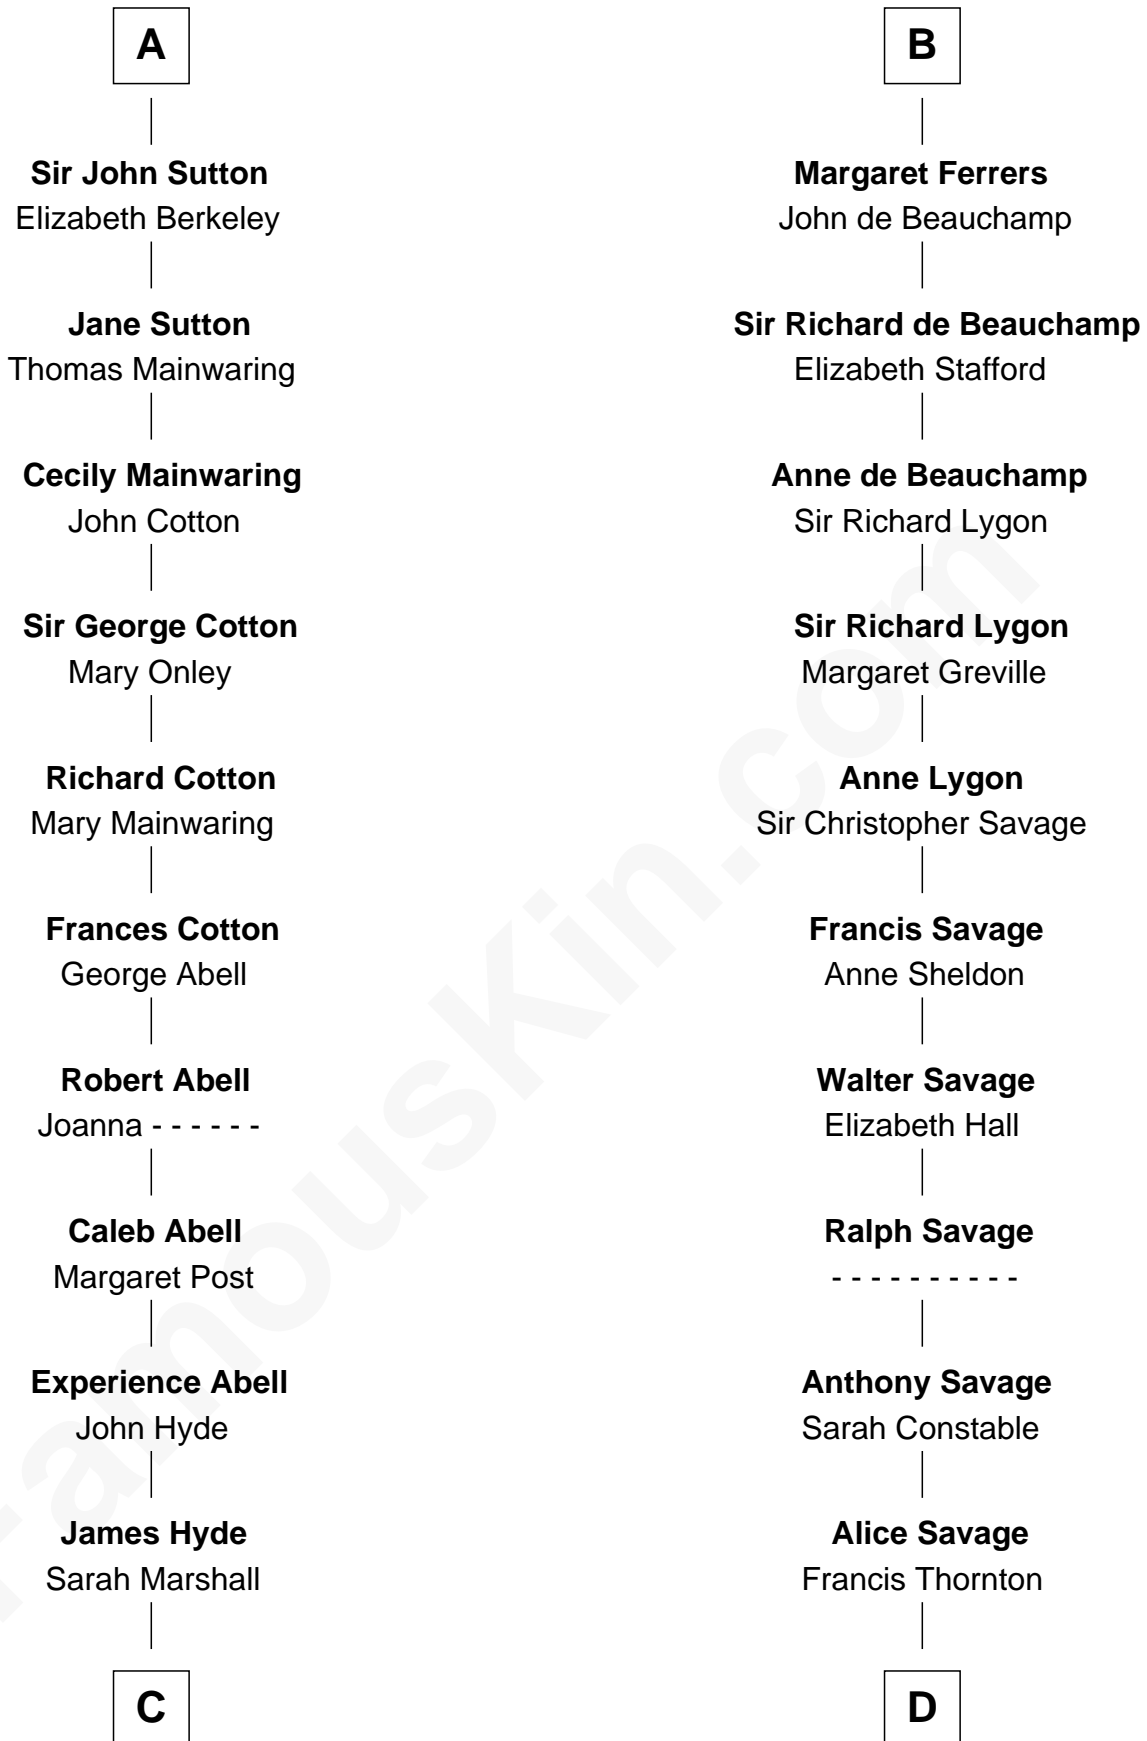 A
Sir John Sutton
Elizabeth Berkeley
Jane Sutton
Thomas Mainwaring
Cecily Mainwaring
John Cotton
Sir George Cotton
Mary Onley
Richard Cotton
Mary Mainwaring
Frances Cotton
George Abell
Robert Abell
Joanna - - - - - -
Caleb Abell
Margaret Post
Experience Abell
John Hyde
James Hyde
Sarah Marshall
C
B
Margaret Ferrers
John de Beauchamp
Sir Richard de Beauchamp
Elizabeth Stafford
Anne de Beauchamp
Sir Richard Lygon
Sir Richard Lygon
Margaret Greville
Anne Lygon
Sir Christopher Savage
Francis Savage
Anne Sheldon
Walter Savage
Elizabeth Hall
Ralph Savage
- - - - - - - - - -
Anthony Savage
Sarah Constable
Alice Savage
Francis Thornton
D
FamousKin.com